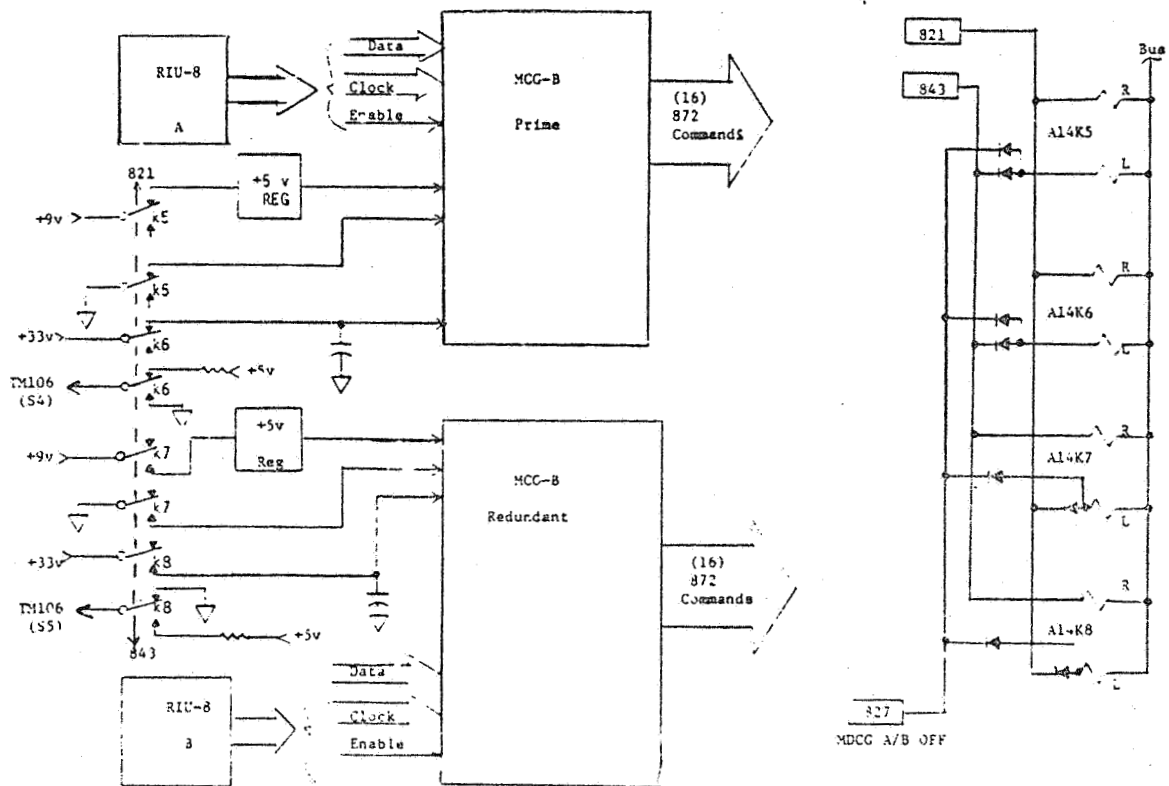 RIU-8
A
Data
Clock
Enable
MCG-B
Prime
(16)
872
Commands
821
+9v
k5
+5 v
REG
k5
+33v
k6
TM106
(S4)
k6
+5v
+9v
k7
+5v
Reg
k7
+33v
k8
TM106
(S5)
k8
+5v
843
MCG-B
Redundant
(16)
872
Commands
RIU-8
B
Data
Clock
Enable
821
843
Bus
R
A14K5
L
R
A14K6
L
R
A14K7
L
R
A14K8
L
827
MDCG A/B OFF